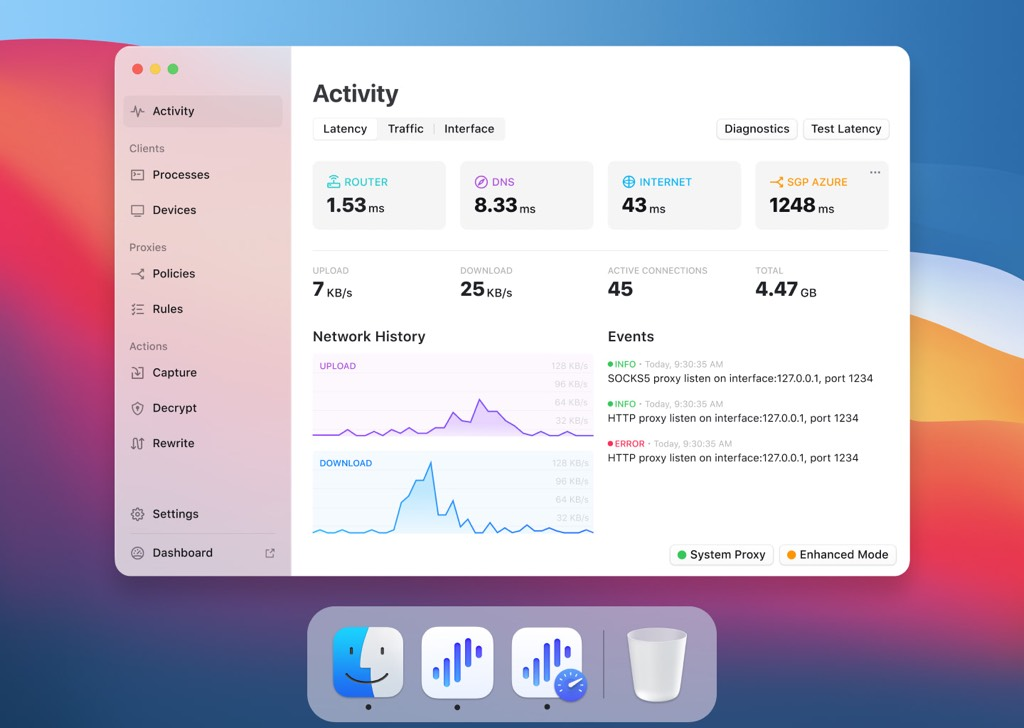 Activity
Clients
Processes
Devices
Proxies
Policies
Rules
Actions
Capture
Decrypt
Rewrite
Settings
Dashboard
Activity
Latency Traffic Interface
Diagnostics Test Latency
ROUTER
1.53 ms
DNS
8.33 ms
INTERNET
43 ms
SGP AZURE
1248 ms
UPLOAD
7 KB/s
DOWNLOAD
25 KB/s
ACTIVE CONNECTIONS
45
TOTAL
4.47 GB
Network History
UPLOAD
128 KB/s
96 KB/s
64 KB/s
32 KB/s
DOWNLOAD
128 KB/s
96 KB/s
64 KB/s
32 KB/s
Events
INFO · Today, 9:30:35 AM
SOCKS5 proxy listen on interface:127.0.0.1, port 1234
INFO · Today, 9:30:35 AM
HTTP proxy listen on interface:127.0.0.1, port 1234
ERROR · Today, 9:30:35 AM
HTTP proxy listen on interface:127.0.0.1, port 1234
System Proxy Enhanced Mode